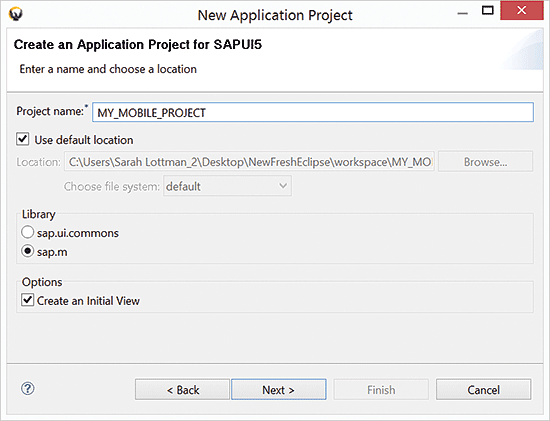 New Application Project
Create an Application Project for SAPUI5
Enter a name and choose a location
Project name:* MY_MOBILE_PROJECT
Use default location
Location: C:\Users\Sarah Lottman_2\Desktop\NewFreshEclipse\workspace\MY_MO Browse...
Choose file system: default
Library
sap.ui.commons
sap.m
Options
Create an Initial View
? < Back Next > Finish Cancel